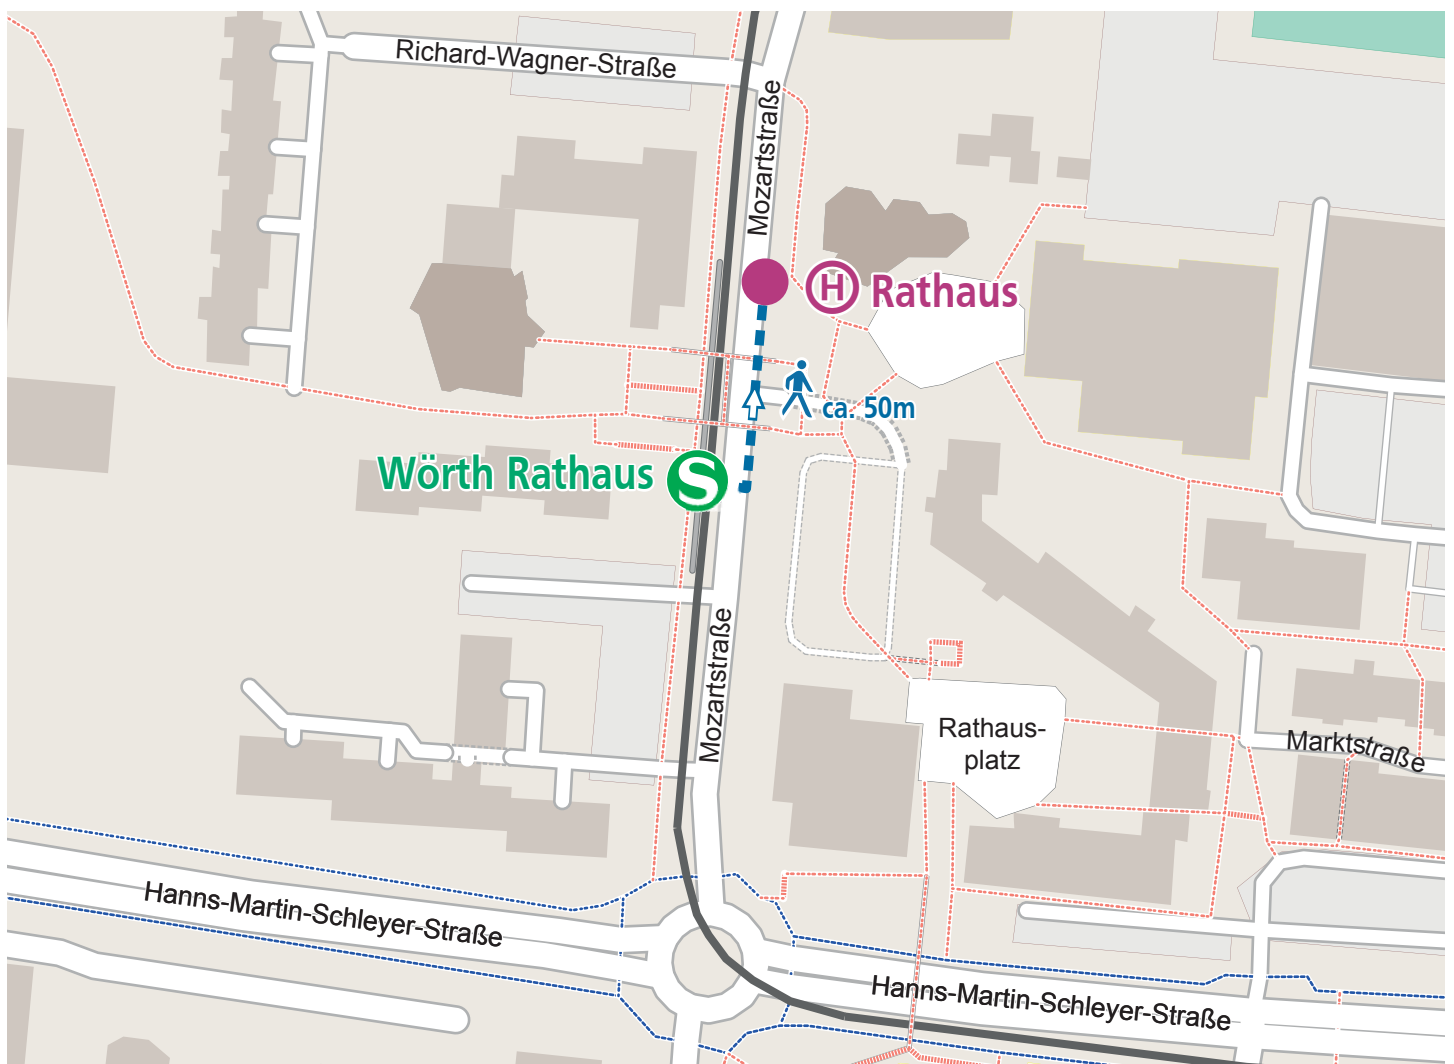 Richard-Wagner-Straße
Mozartstraße
H Rathaus
ca. 50m
Wörth Rathaus S
Mozartstraße
Rathaus-
platz
Marktstraße
Hanns-Martin-Schleyer-Straße
Hanns-Martin-Schleyer-Straße